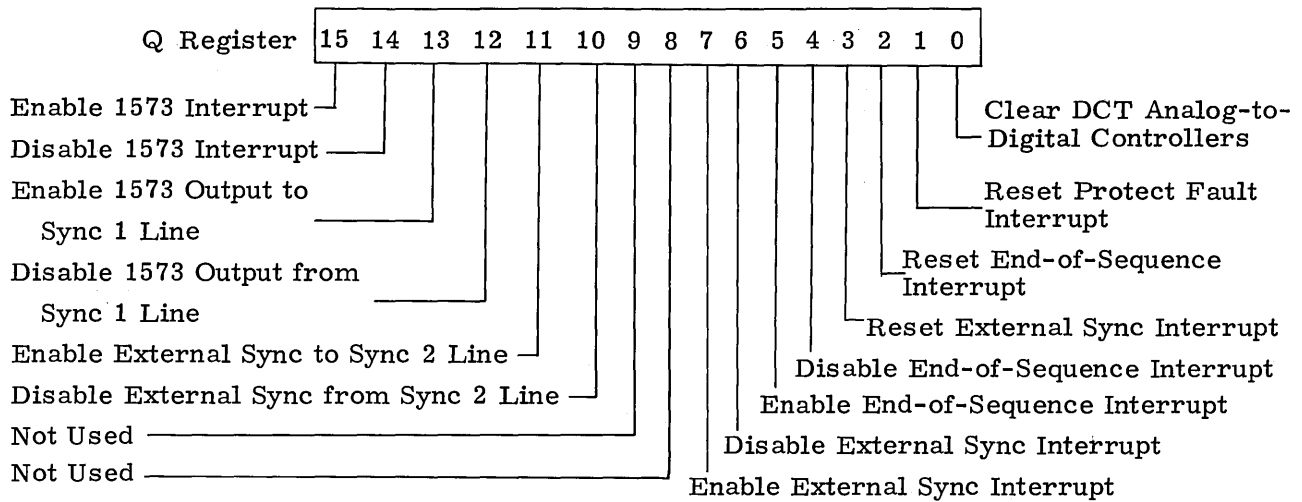 Q Register 15 14 13 12 11 10 9 8 7 6 5 4 3 2 1 0
Enable 1573 Interrupt
Disable 1573 Interrupt
Enable 1573 Output to
Sync 1 Line
Disable 1573 Output from
Sync 1 Line
Enable External Sync to Sync 2 Line
Disable External Sync from Sync 2 Line
Not Used
Not Used
Clear DCT Analog-to-
Digital Controllers
Reset Protect Fault
Interrupt
Reset End-of-Sequence
Interrupt
Reset External Sync Interrupt
Disable End-of-Sequence Interrupt
Enable End-of-Sequence Interrupt
Disable External Sync Interrupt
Enable External Sync Interrupt